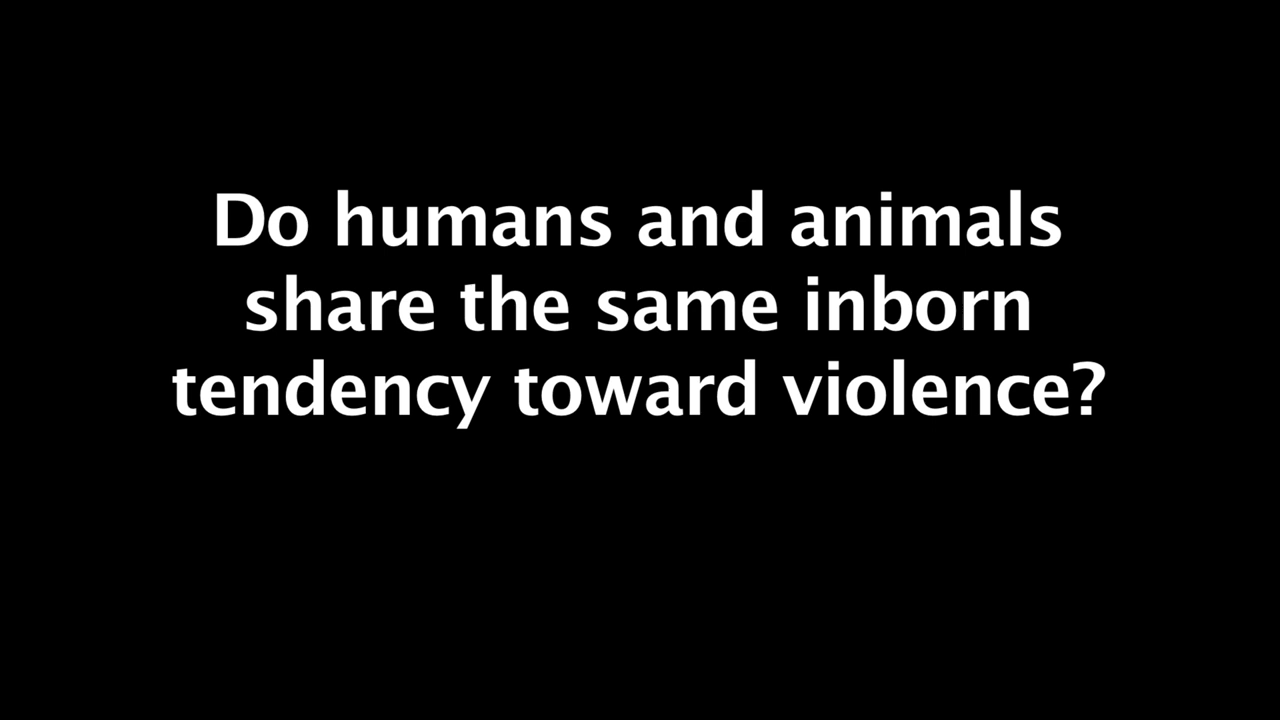 Do humans and animals
share the same inborn
tendency toward violence?